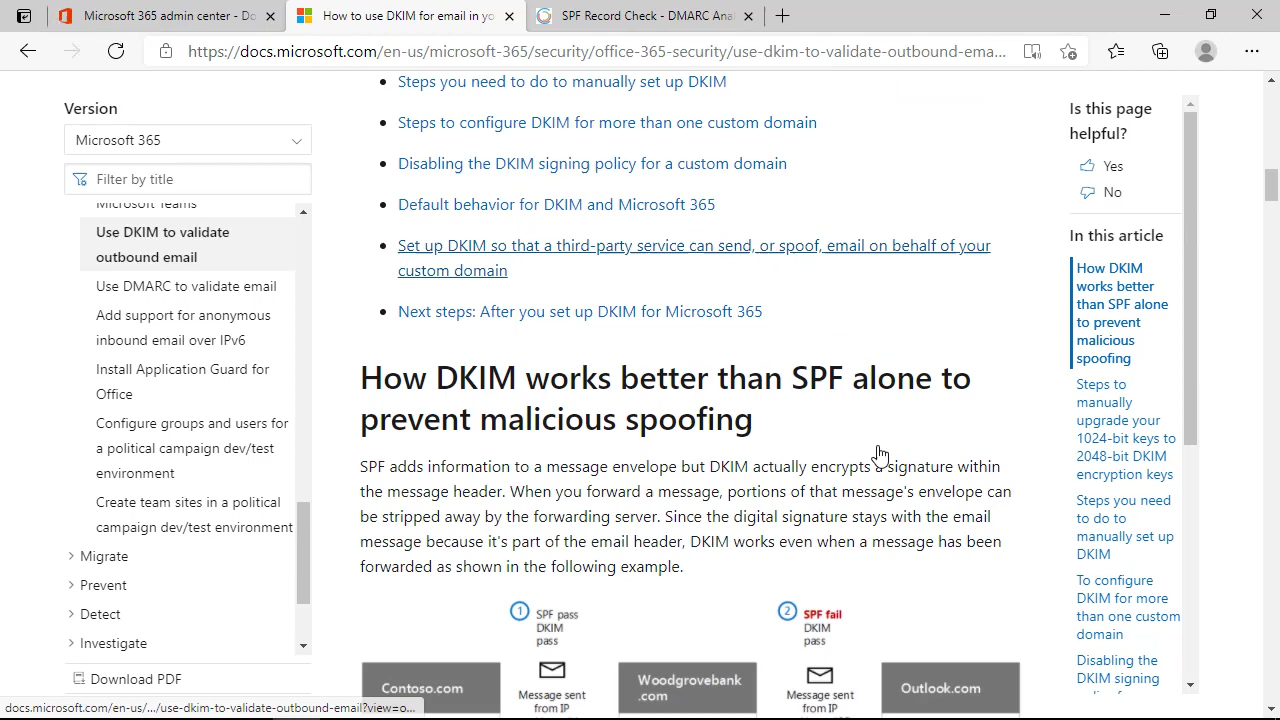 Microsoft 365 admin center - Do
How to use DKIM for email in yo
SPF Record Check - DMARC Anal
https://docs.microsoft.com/en-us/microsoft-365/security/office-365-security/use-dkim-to-validate-outbound-ema...
Version
Microsoft 365
Filter by title
Microsoft Teams
Use DKIM to validate
outbound email
Use DMARC to validate email
Add support for anonymous
inbound email over IPv6
Install Application Guard for
Office
Configure groups and users for
a political campaign dev/test
environment
Create team sites in a political
campaign dev/test environment
Migrate
Prevent
Detect
Investigate
Download PDF
Steps you need to do to manually set up DKIM
Steps to configure DKIM for more than one custom domain
Disabling the DKIM signing policy for a custom domain
Default behavior for DKIM and Microsoft 365
Set up DKIM so that a third-party service can send, or spoof, email on behalf of your
custom domain
Next steps: After you set up DKIM for Microsoft 365
How DKIM works better than SPF alone to
prevent malicious spoofing
SPF adds information to a message envelope but DKIM actually encrypts a signature within
the message header. When you forward a message, portions of that message's envelope can
be stripped away by the forwarding server. Since the digital signature stays with the email
message because it's part of the email header, DKIM works even when a message has been
forwarded as shown in the following example.
1 SPF pass
DKIM
pass
2 SPF fail
DKIM
pass
Contoso.com
Message sent
from IP
Woodgrovebank
.com
Message sent
from IP
Outlook.com
Is this page
helpful?
Yes
No
In this article
How DKIM
works better
than SPF alone
to prevent
malicious
spoofing
Steps to
manually
upgrade your
1024-bit keys to
2048-bit DKIM
encryption keys
Steps you need
to do to
manually set up
DKIM
To configure
DKIM for more
than one custom
domain
Disabling the
DKIM signing
docs.microsoft.com/en-us/.../use-dkim-to-validate-outbound-email?view=o...